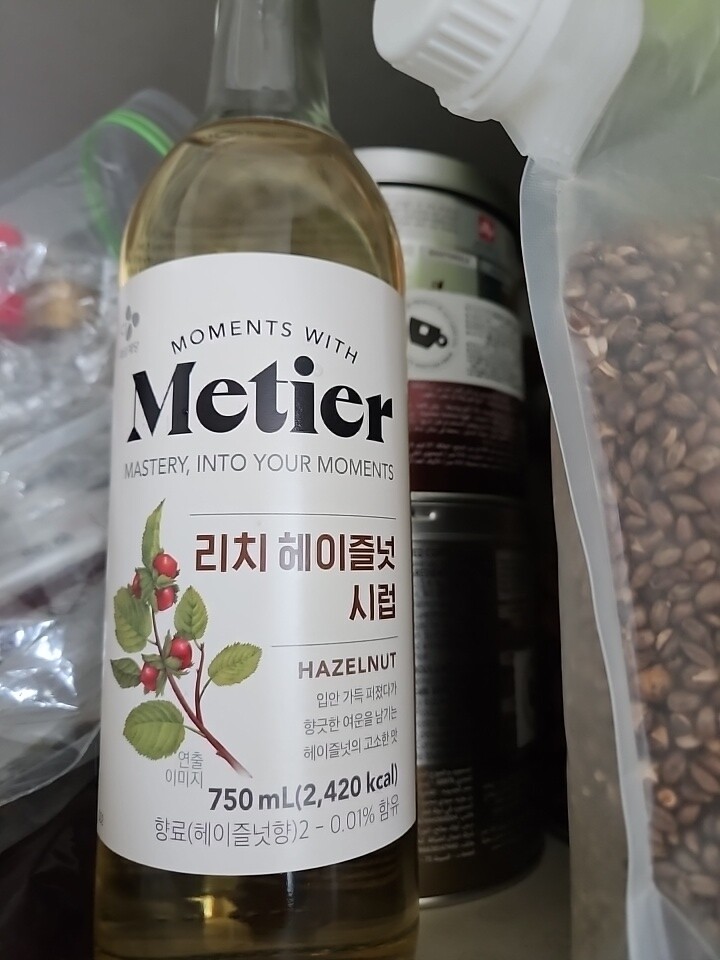 MOMENTS WITH
Metier
MASTERY, INTO YOUR MOMENTS
리치 헤이즐넛
시럽
HAZELNUT
입안 가득 퍼졌다가
향긋한 여운을 남기는
헤이즐넛의 고소한 맛
연출
이미지
750 mL(2,420 kcal)
향료(헤이즐넛향)2 - 0.01% 함유